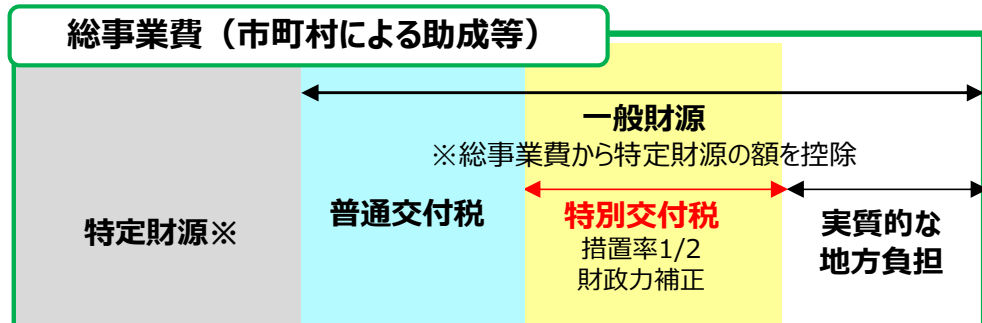 総事業費（市町村による助成等）
一般財源
※総事業費から特定財源の額を控除
特定財源※
普通交付税
特別交付税
措置率1/2
財政力補正
実質的な
地方負担